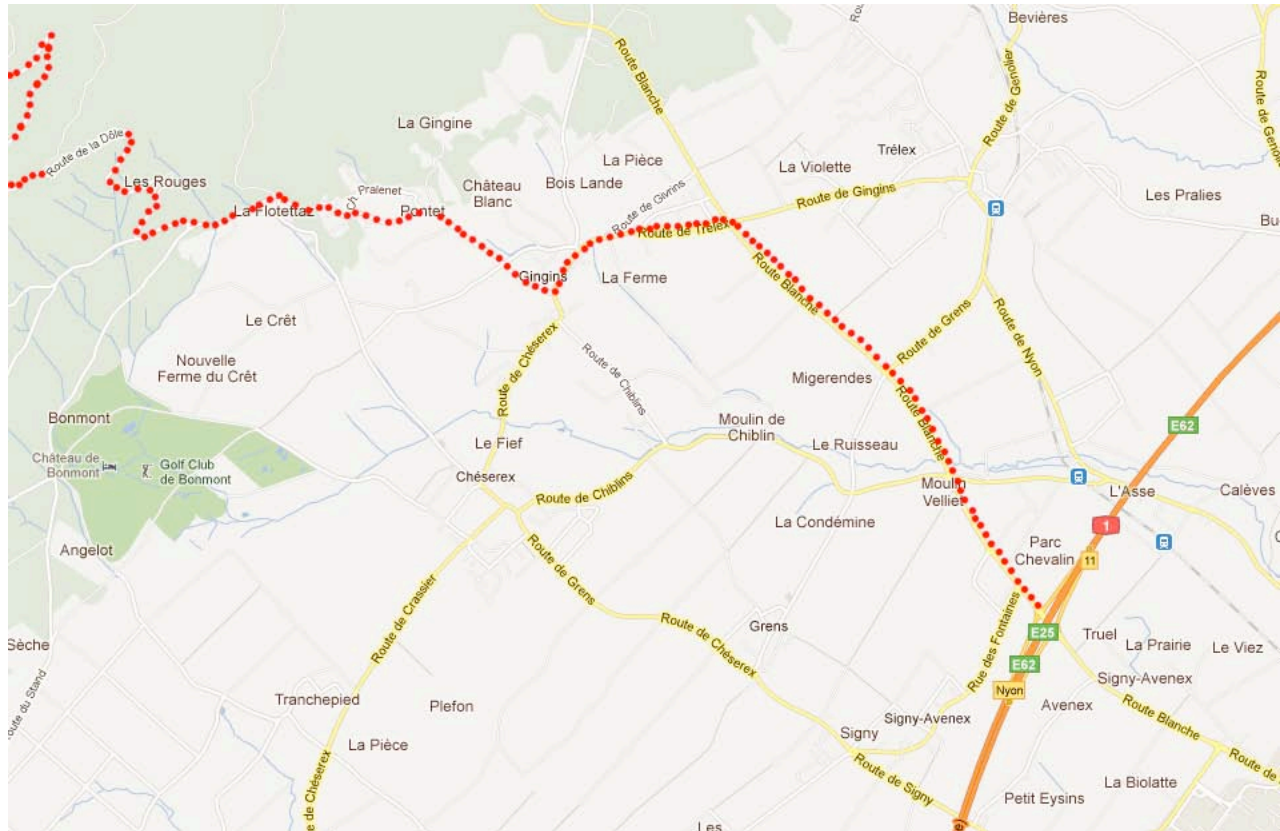 Bevières
Route Blanche
Route de Genolier
Route de Geno
La Gingine
Route de la Dôle
Trélex
La Pièce
La Violette
Les Rouges
Ch. Pralenet
Château
Blanc
Bois Lande
Route de Givrins
Route de Gingins
Les Pralies
La Flotettaz
Pontet
Bu
Route de Trélex
Gingins
La Ferme
Route Blanche
Le Crêt
Route de Grens
Route de Nyon
Nouvelle
Ferme du Crêt
Route de Chéserex
Route de Chiblins
Migerendes
Bonmont
Moulin de
Chiblin
Route Blanche
E62
Le Fief
Le Ruisseau
Château de
Bonmont
Golf Club
de Bonmont
Chéserex
Moulin
Velliet
L'Asse
Calèves
Route de Chiblins
La Condémine
1
Angelot
Parc
Chevalin
11
Route de Grens
Route de Crassier
Grens
Route de Chéserex
Rue des Fontaines
E25
Truel
La Prairie
Le Viez
Sèche
E62
Signy-Avenex
Tranchepied
Plefon
Nyon
Avenex
oute du Stand
Signy-Avenex
Route Blanche
Signy
La Pièce
Route de Signy
Route de S
de Chéserex
La Biolatte
Petit Eysins
Les